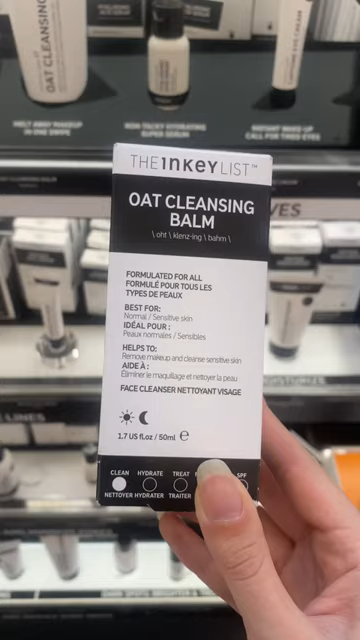 OAT CLEANSING
MELT AWAY MAKEUP
IN ONE SWIPE
NON TACKY HYDRATING
SUPER SERUM
INSTANT WAKE UP
CALL FOR TIRED EYES
THE INKEY LIST™
OAT CLEANSING
BALM
\ oht \ klenz-ing \ bahm \
FORMULATED FOR ALL
FORMULÉ POUR TOUS LES
TYPES DE PEAUX
BEST FOR:
Normal / Sensitive skin
IDÉAL POUR :
Peaux normales / Sensibles
HELPS TO:
Remove makeup and cleanse sensitive skin
AIDE À :
Éliminer le maquillage et nettoyer la peau
FACE CLEANSER NETTOYANT VISAGE
1.7 US fl.oz / 50ml ℮
CLEAN HYDRATE TREAT SPF
NETTOYER HYDRATER TRAITER
LINES